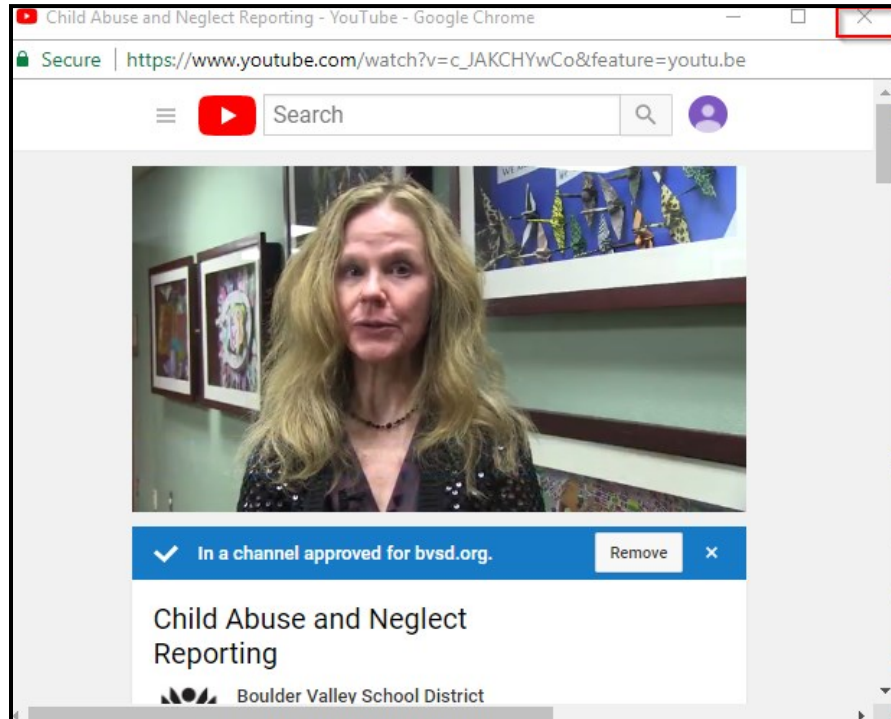 Child Abuse and Neglect Reporting - YouTube - Google Chrome
Secure | https://www.youtube.com/watch?v=c_JAKCHYwCo&feature=youtu.be
Search
In a channel approved for bvsd.org.
Remove
Child Abuse and Neglect
Reporting
Boulder Valley School District